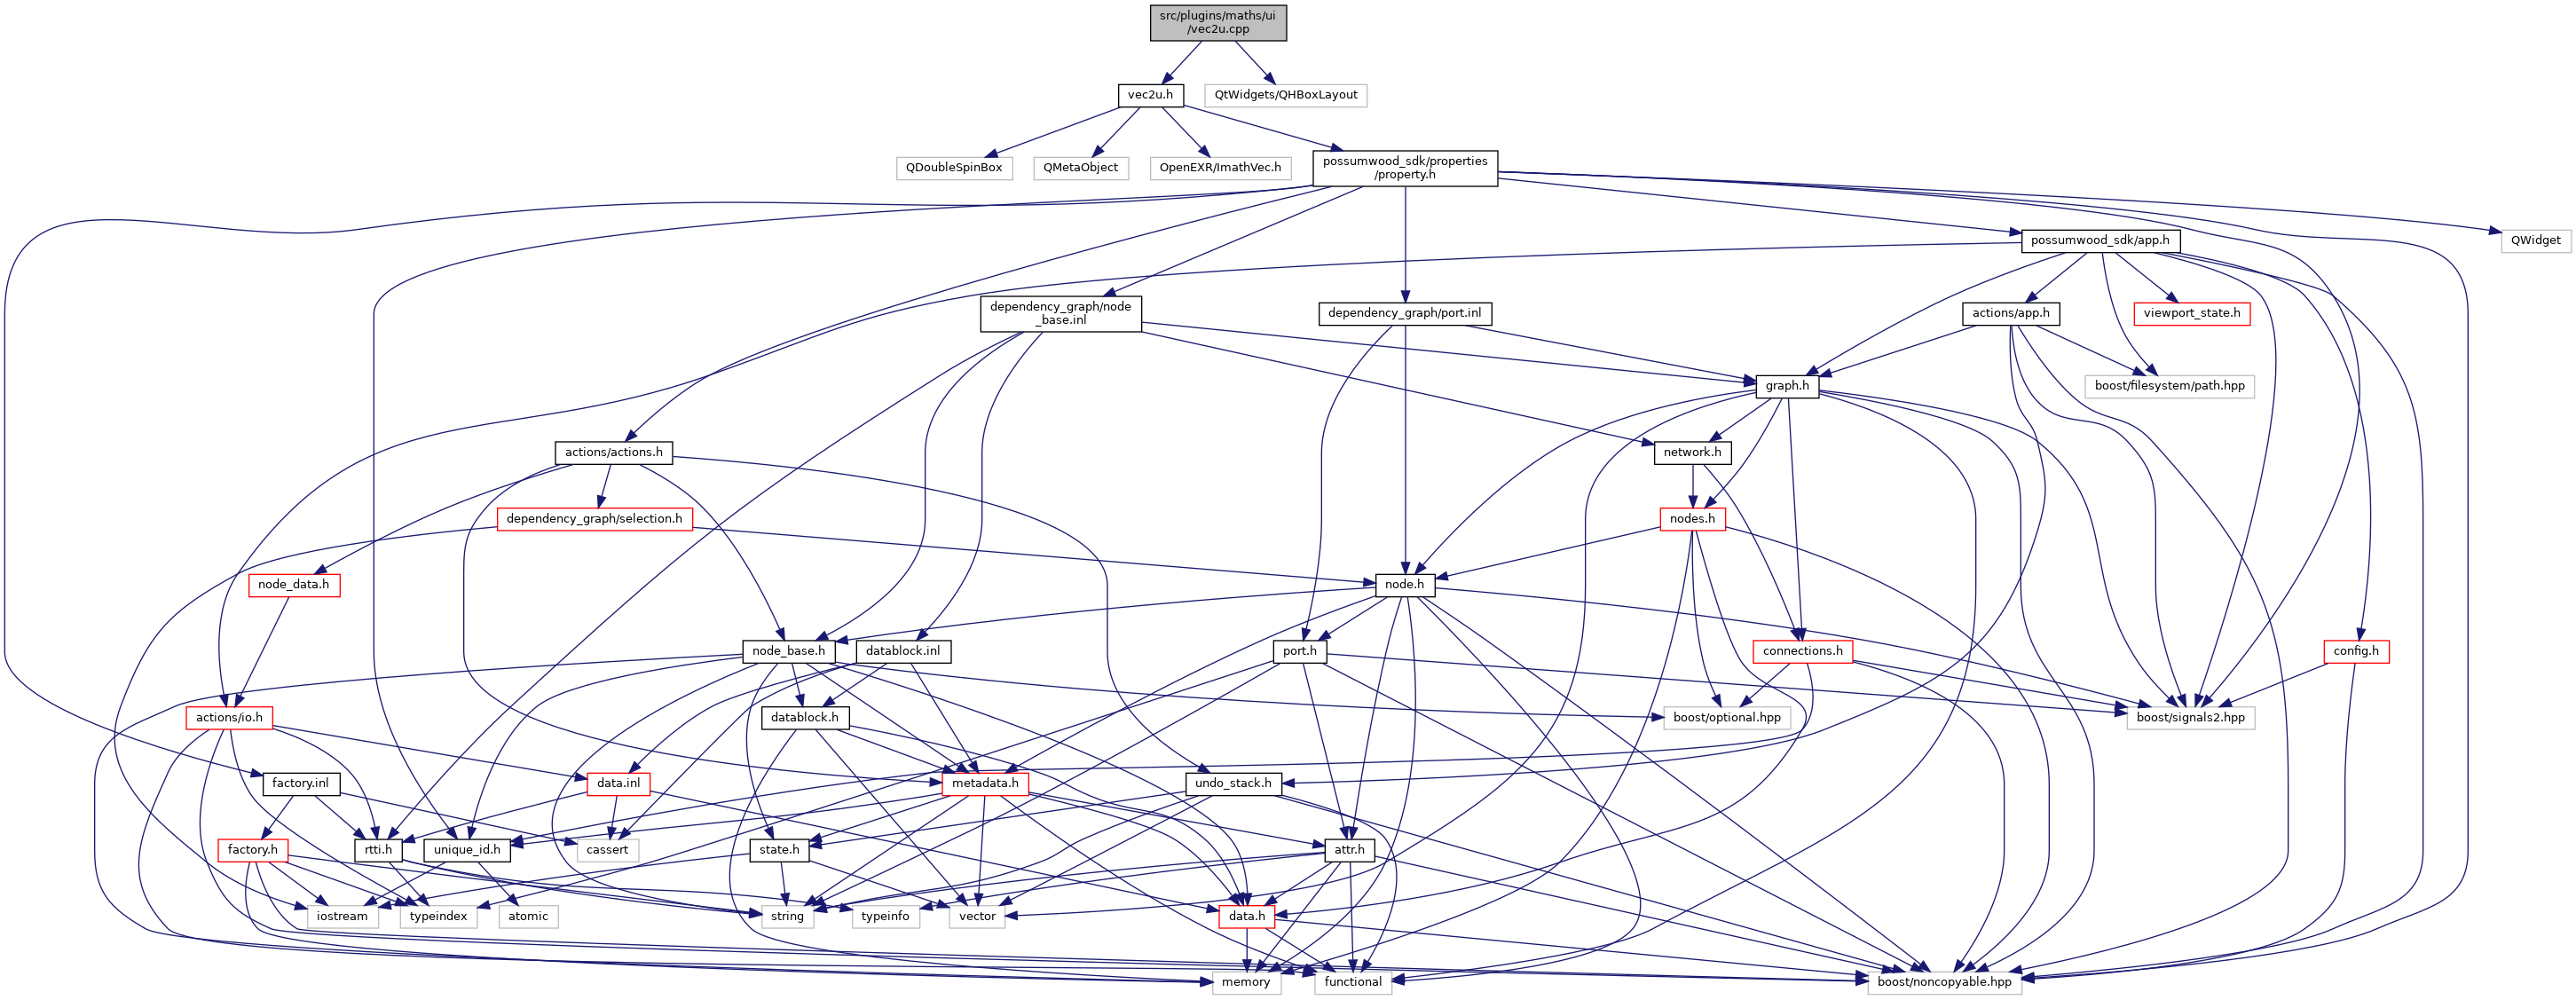 src/plugins/maths/ui
/vec2u.cpp
vec2u.h
QtWidgets/QHBoxLayout
QDoubleSpinBox
QMetaObject
OpenEXR/ImathVec.h
possumwood_sdk/properties
/property.h
possumwood_sdk/app.h
QWidget
dependency_graph/node
_base.inl
dependency_graph/port.inl
actions/app.h
viewport_state.h
graph.h
boost/filesystem/path.hpp
actions/actions.h
network.h
dependency_graph/selection.h
nodes.h
node_data.h
node.h
node_base.h
datablock.inl
port.h
connections.h
config.h
actions/io.h
datablock.h
boost/optional.hpp
boost/signals2.hpp
factory.inl
data.inl
metadata.h
undo_stack.h
factory.h
rtti.h
unique_id.h
cassert
state.h
attr.h
iostream
typeindex
atomic
string
typeinfo
vector
data.h
memory
functional
boost/noncopyable.hpp